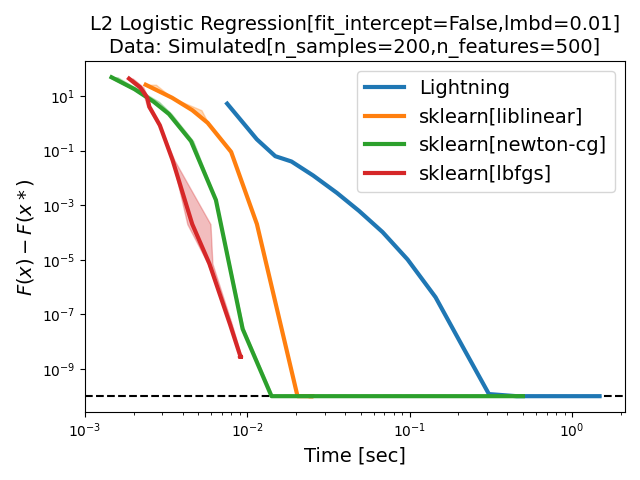 L2 Logistic Regression[fit_intercept=False,lmbd=0.01]
Data: Simulated[n_samples=200,n_features=500]
Lightning
sklearn[liblinear]
sklearn[newton-cg]
sklearn[lbfgs]
F(x) − F(x*)
10¹
10⁻¹
10⁻³
10⁻⁵
10⁻⁷
10⁻⁹
10⁻³ 10⁻² 10⁻¹ 10⁰
Time [sec]